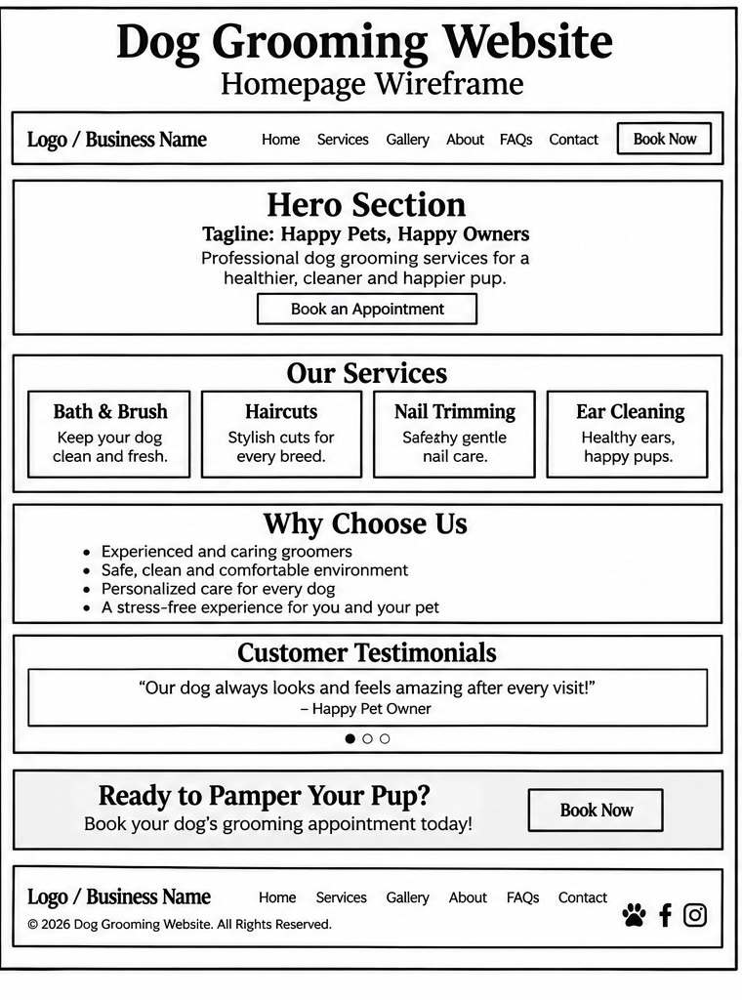 Dog Grooming Website
Homepage Wireframe
Logo / Business Name
Home Services Gallery About FAQs Contact Book Now
Hero Section
Tagline: Happy Pets, Happy Owners
Professional dog grooming services for a
healthier, cleaner and happier pup.
Book an Appointment
Our Services
Bath & Brush
Keep your dog
clean and fresh.
Haircuts
Stylish cuts for
every breed.
Nail Trimming
gentle
nail care.
Ear Cleaning
Healthy ears,
happy pups.
Why Choose Us
• Experienced and caring groomers
• Safe, clean and comfortable environment
• Personalized care for every dog
• A stress-free experience for you and your pet
Customer Testimonials
“Our dog always looks and feels amazing after every visit!”
– Happy Pet Owner
Ready to Pamper Your Pup?
Book your dog’s grooming appointment today!
Book Now
Logo / Business Name
Home Services Gallery About FAQs Contact
© 2026 Dog Grooming Website. All Rights Reserved.